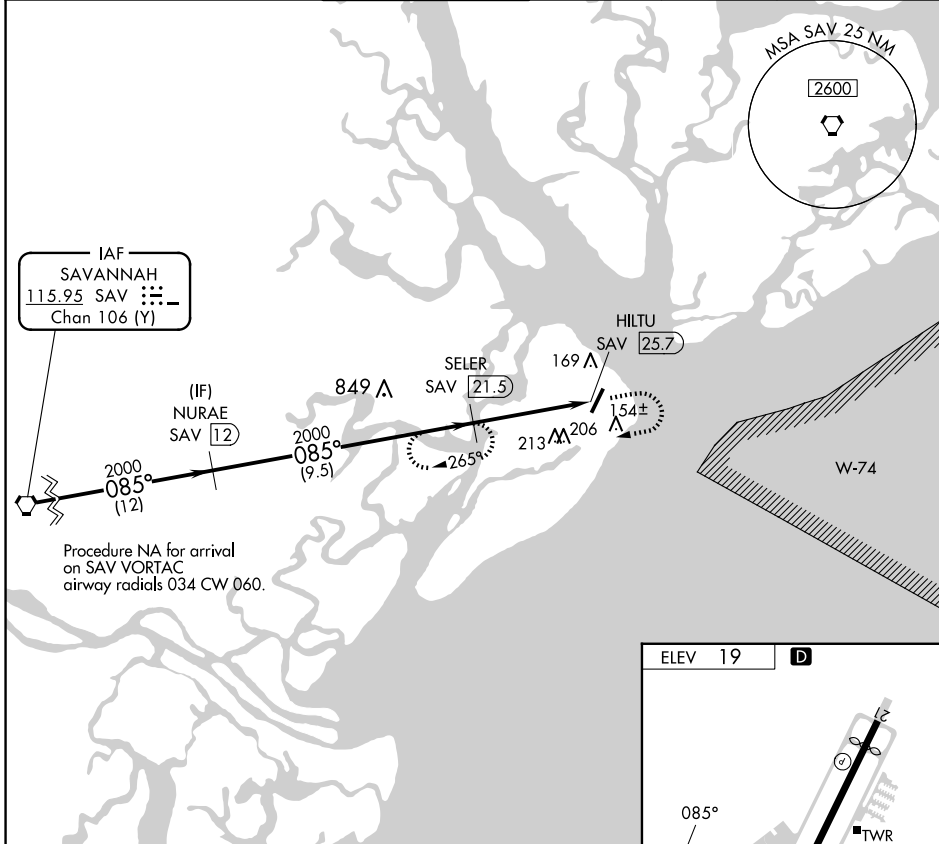 MSA SAV 25 NM
2600
IAF
SAVANNAH
115.95 SAV
Chan 106 (Y)
HILTU
SAV 25.7
169
SELER
SAV 21.5
849
(IF)
NURAE
SAV 12
154±
206
213
2000
085°
(9.5)
265°
2000
085°
(12)
W-74
Procedure NA for arrival
on SAV VORTAC
airway radials 034 CW 060.
ELEV 19 D
21
P
085°
TWR